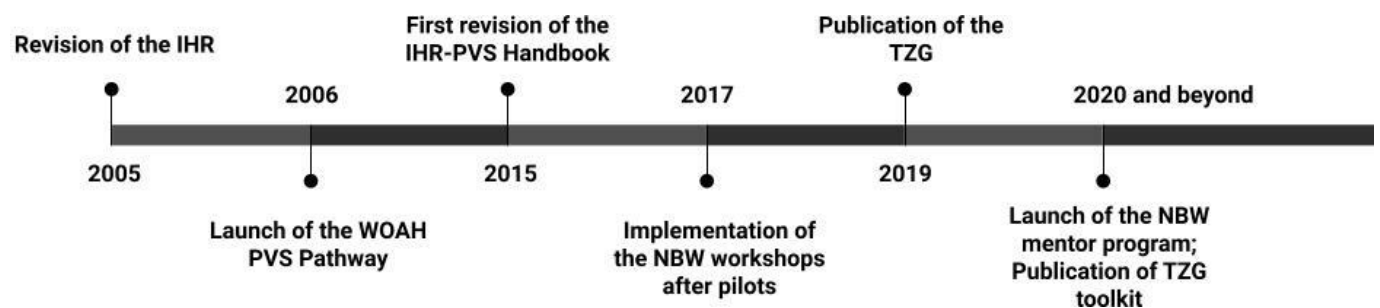 Revision of the IHR
First revision of the
IHR-PVS Handbook
Publication of the
TZG
2006
2017
2020 and beyond
2005
2015
2019
Launch of the WOAH
PVS Pathway
Implementation of
the NBW workshops
after pilots
Launch of the NBW
mentor program;
Publication of TZG
toolkit